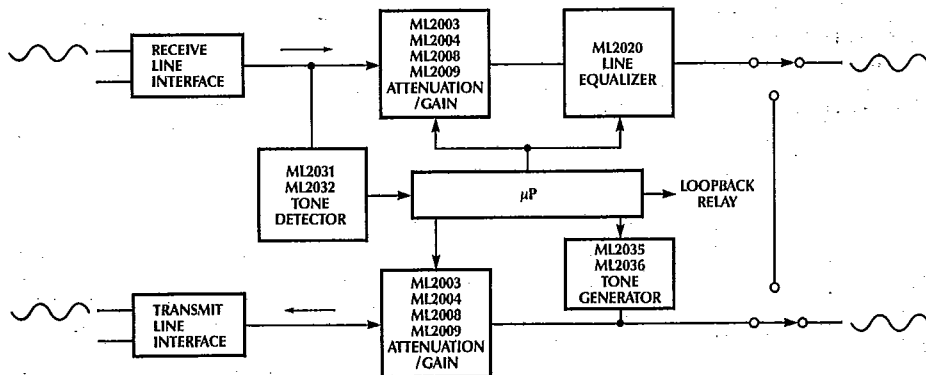 RECEIVE
LINE
INTERFACE
ML2003
ML2004
ML2008
ML2009
ATTENUATION
/GAIN
ML2020
LINE
EQUALIZER
ML2031
ML2032
TONE
DETECTOR
μP
LOOPBACK
RELAY
ML2035
ML2036
TONE
GENERATOR
TRANSMIT
LINE
INTERFACE
ML2003
ML2004
ML2008
ML2009
ATTENUATION
/GAIN